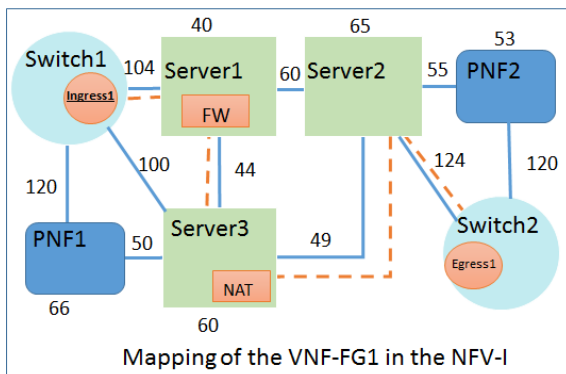 40
65
53
Switch1
104
Server1
60
Server2
55
PNF2
Ingress1
FW
100
44
124
120
120
PNF1
50
Server3
49
Switch2
NAT
Egress1
66
60
Mapping of the VNF-FG1 in the NFV-I